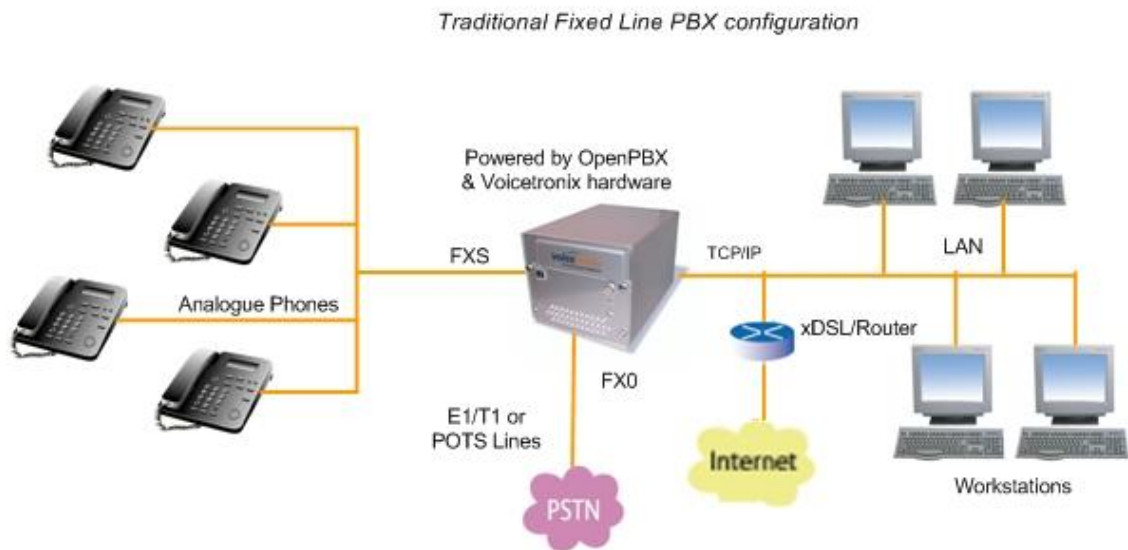 Traditional Fixed Line PBX configuration
Powered by OpenPBX
& Voicetronix hardware
FXS
TCP/IP
LAN
Analogue Phones
xDSL/Router
FX0
E1/T1 or
POTS Lines
Internet
PSTN
Workstations